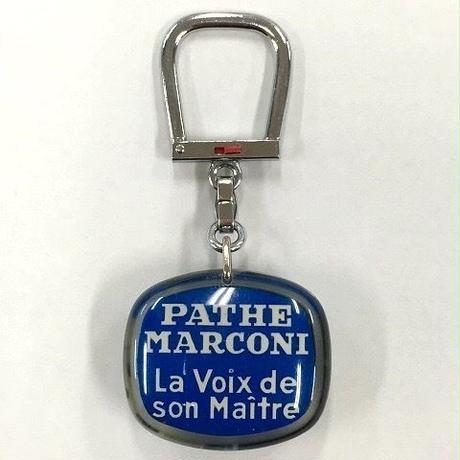 PATHE
MARCONI
La Voix de
son Maître